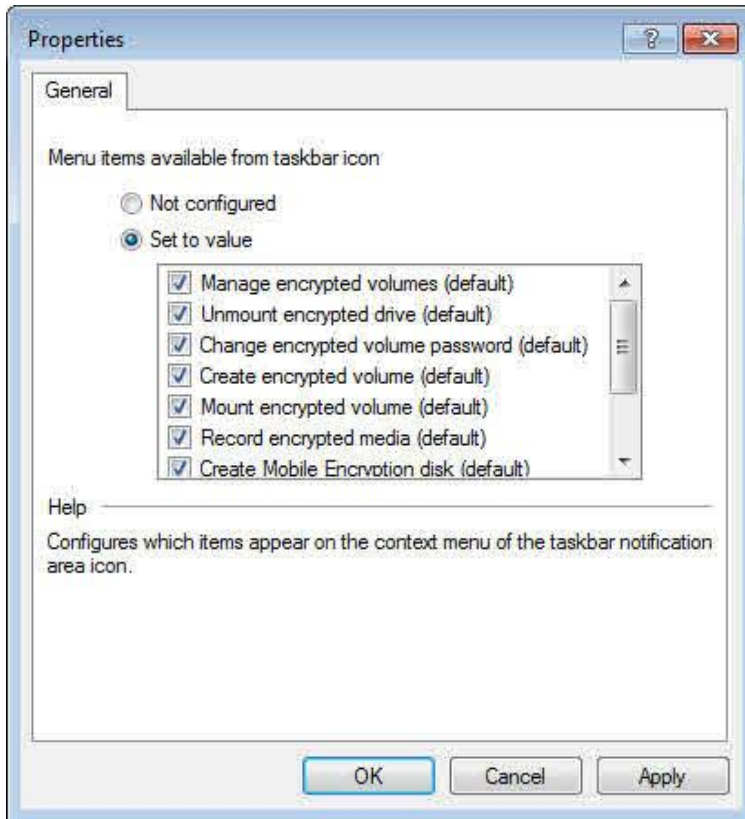 Properties
General
Menu items available from taskbar icon
Not configured
Set to value
Manage encrypted volumes (default)
Unmount encrypted drive (default)
Change encrypted volume password (default)
Create encrypted volume (default)
Mount encrypted volume (default)
Record encrypted media (default)
Create Mobile Encryption disk (default)
Help
Configures which items appear on the context menu of the taskbar notification
area icon.
OK Cancel Apply